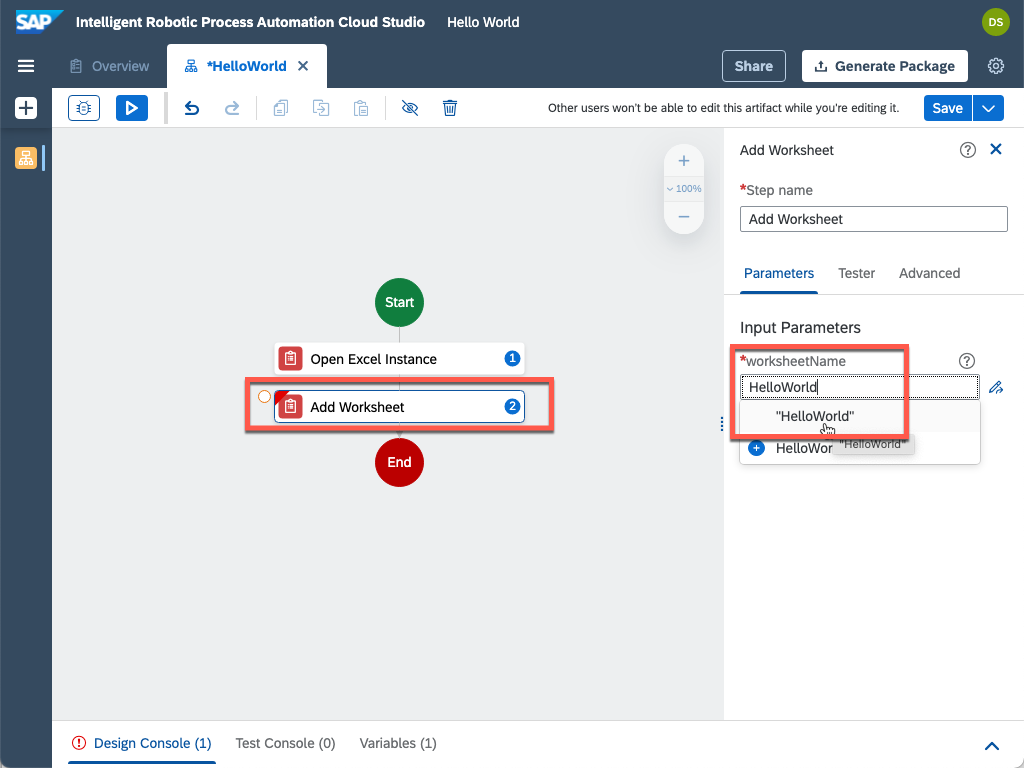 SAP Intelligent Robotic Process Automation Cloud Studio Hello World DS
Overview *HelloWorld Share Generate Package
Other users won't be able to edit this artifact while you're editing it. Save
Add Worksheet
100%
*Step name
Add Worksheet
Parameters Tester Advanced
Start
Input Parameters
Open Excel Instance 1
*worksheetName
HelloWorld
Add Worksheet 2
"HelloWorld"
HelloWor
"HelloWorld"
End
Design Console (1) Test Console (0) Variables (1)